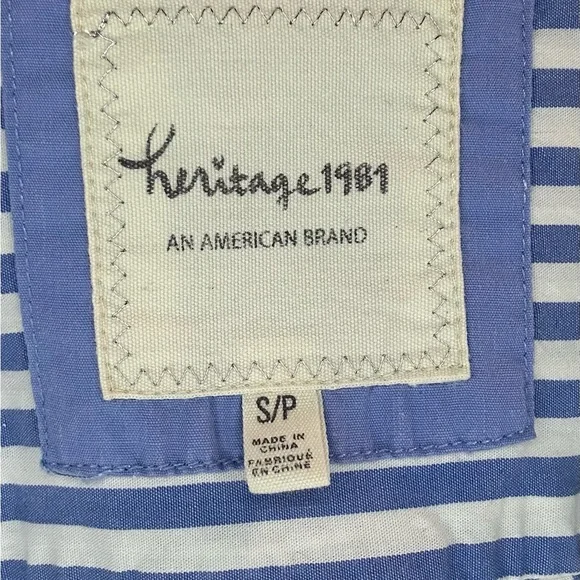 heritage1981
AN AMERICAN BRAND
S/P
MADE IN
CHINA
FABRIQUÉ
EN CHINE